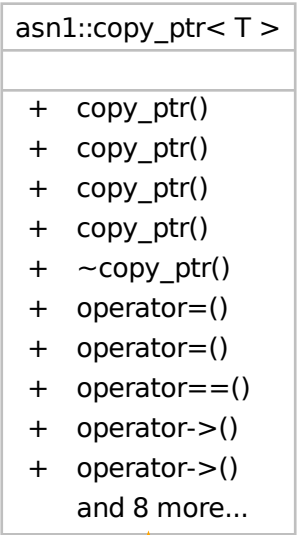 asn1::copy_ptr< T >
+ copy_ptr()
+ copy_ptr()
+ copy_ptr()
+ copy_ptr()
+ ~copy_ptr()
+ operator=()
+ operator=()
+ operator==()
+ operator->()
+ operator->()
and 8 more...